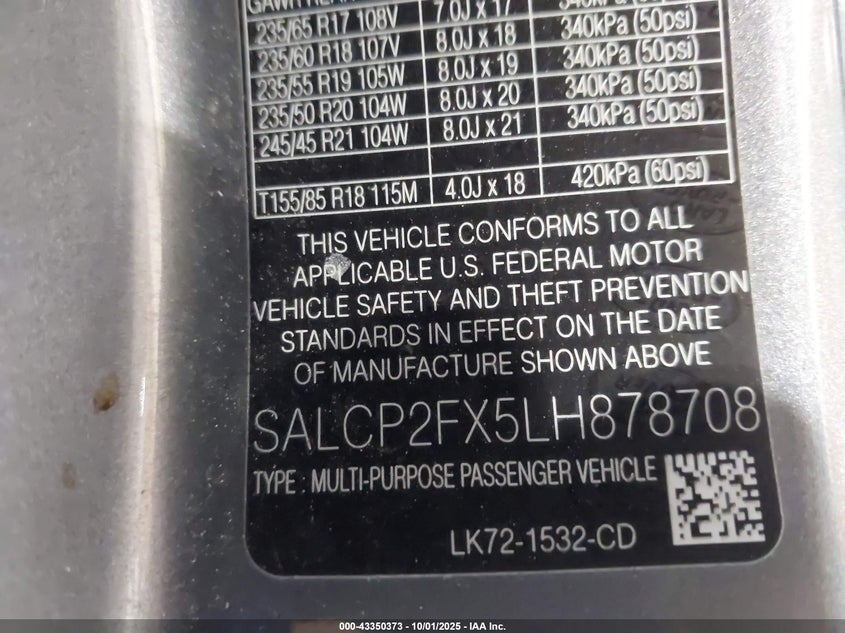 GAWR REAR
235/65 R17 108V 7.0J x 17 340kPa (50psi)
235/60 R18 107V 8.0J x 18 340kPa (50psi)
235/55 R19 105W 8.0J x 19 340kPa (50psi)
235/50 R20 104W 8.0J x 20 340kPa (50psi)
245/45 R21 104W 8.0J x 21 340kPa (50psi)
T155/85 R18 115M 4.0J x 18 420kPa (60psi)
THIS VEHICLE CONFORMS TO ALL
APPLICABLE U.S. FEDERAL MOTOR
VEHICLE SAFETY AND THEFT PREVENTION
STANDARDS IN EFFECT ON THE DATE
OF MANUFACTURE SHOWN ABOVE
SALCP2FX5LH878708
TYPE : MULTI-PURPOSE PASSENGER VEHICLE
LK72-1532-CD
000-43350373 - 10/01/2025 - IAA Inc.